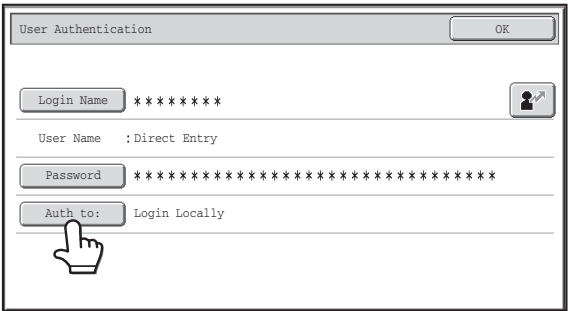 User Authentication OK
Login Name ********
User Name :Direct Entry
Password ********************************
Auth to: Login Locally